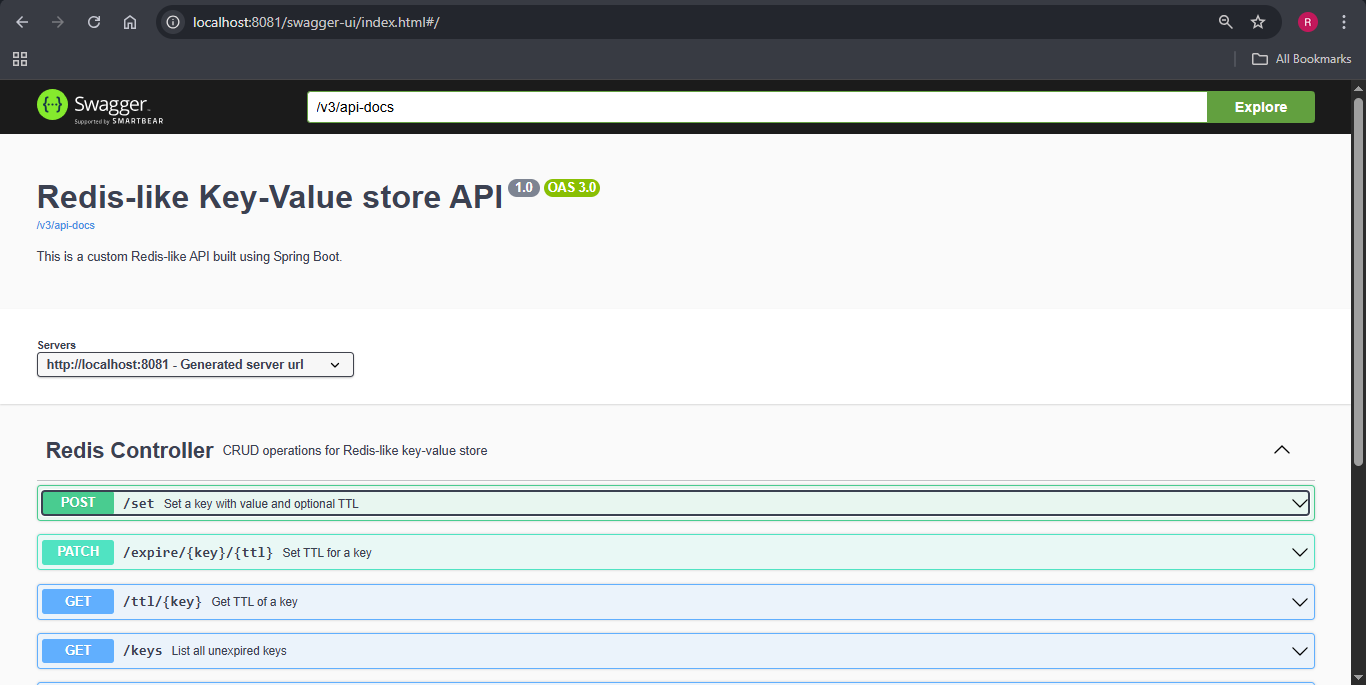 localhost:8081/swagger-ui/index.html#/
R
All Bookmarks
{···} Swagger
Supported by SMARTBEAR
/v3/api-docs
Explore
Redis-like Key-Value store API 1.0 OAS 3.0
/v3/api-docs
This is a custom Redis-like API built using Spring Boot.
Servers
http://localhost:8081 - Generated server url
Redis Controller CRUD operations for Redis-like key-value store
POST /set Set a key with value and optional TTL
PATCH /expire/{key}/{ttl} Set TTL for a key
GET /ttl/{key} Get TTL of a key
GET /keys List all unexpired keys